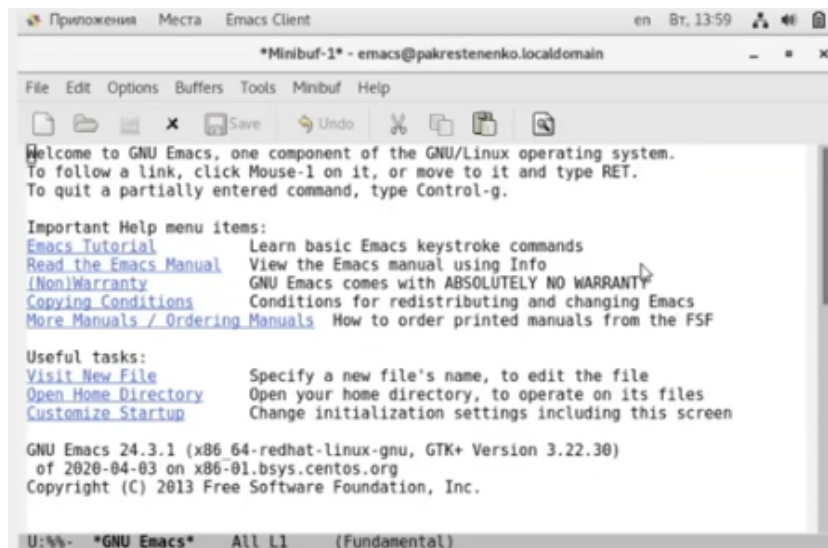 Приложения Места Emacs Client en Вт, 13:59
*Minibuf-1* - emacs@pakrestenenko.localdomain
File Edit Options Buffers Tools Minibuf Help
Save Undo
Welcome to GNU Emacs, one component of the GNU/Linux operating system.
To follow a link, click Mouse-1 on it, or move to it and type RET.
To quit a partially entered command, type Control-g.
Important Help menu items:
Emacs Tutorial Learn basic Emacs keystroke commands
Read the Emacs Manual View the Emacs manual using Info
(Non)Warranty GNU Emacs comes with ABSOLUTELY NO WARRANTY
Copying Conditions Conditions for redistributing and changing Emacs
More Manuals / Ordering Manuals How to order printed manuals from the FSF
Useful tasks:
Visit New File Specify a new file's name, to edit the file
Open Home Directory Open your home directory, to operate on its files
Customize Startup Change initialization settings including this screen
GNU Emacs 24.3.1 (x86_64-redhat-linux-gnu, GTK+ Version 3.22.30)
of 2020-04-03 on x86-01.bsys.centos.org
Copyright (C) 2013 Free Software Foundation, Inc.
U:%%- *GNU Emacs* All L1 (Fundamental)